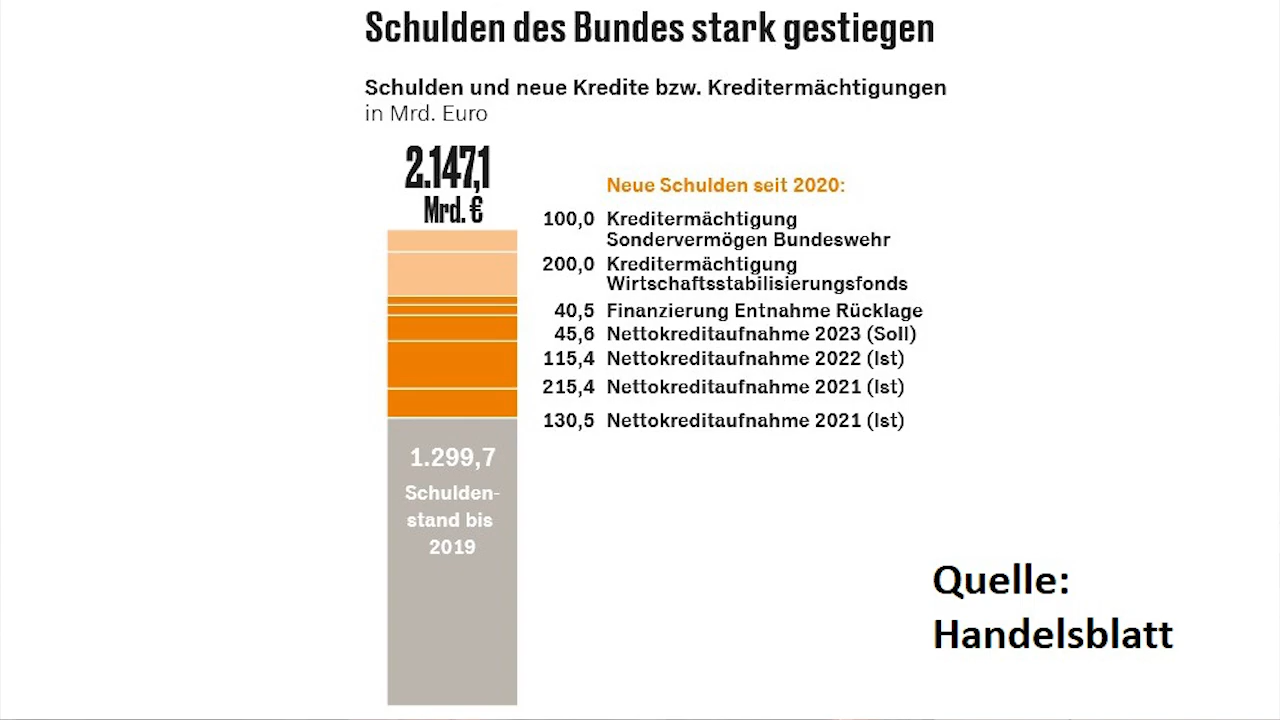 Schulden des Bundes stark gestiegen
Schulden und neue Kredite bzw. Kreditermächtigungen
in Mrd. Euro
2.147,1
Mrd. €
Neue Schulden seit 2020:
100,0 Kreditermächtigung
Sondervermögen Bundeswehr
200,0 Kreditermächtigung
Wirtschaftsstabilisierungsfonds
40,5 Finanzierung Entnahme Rücklage
45,6 Nettokreditaufnahme 2023 (Soll)
115,4 Nettokreditaufnahme 2022 (Ist)
215,4 Nettokreditaufnahme 2021 (Ist)
130,5 Nettokreditaufnahme 2021 (Ist)
1.299,7
Schulden-
stand bis
2019
Quelle:
Handelsblatt